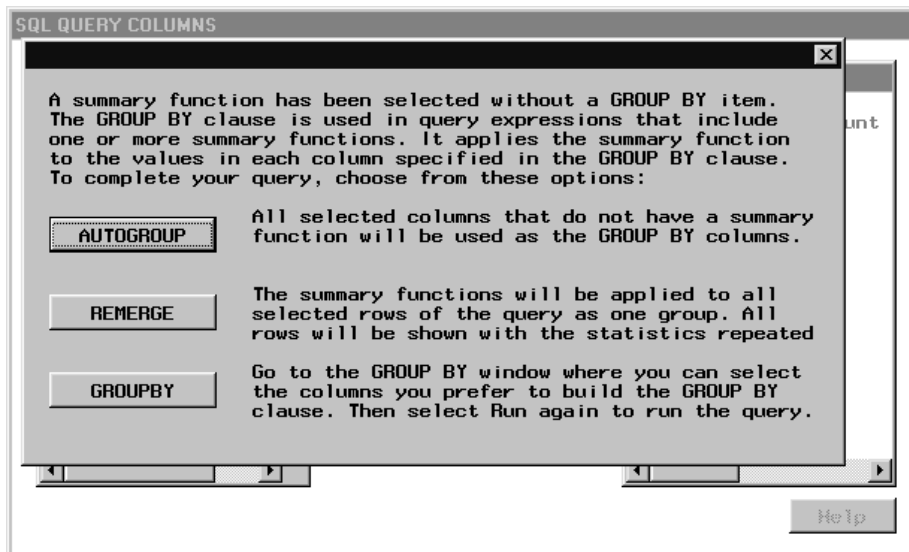 SQL QUERY COLUMNS
A summary function has been selected without a GROUP BY item.
The GROUP BY clause is used in query expressions that include
one or more summary functions. It applies the summary function
to the values in each column specified in the GROUP BY clause.
To complete your query, choose from these options:
AUTOGROUP
All selected columns that do not have a summary
function will be used as the GROUP BY columns.
REMERGE
The summary functions will be applied to all
selected rows of the query as one group. All
rows will be shown with the statistics repeated
GROUPBY
Go to the GROUP BY window where you can select
the columns you prefer to build the GROUP BY
clause. Then select Run again to run the query.
unt
Help